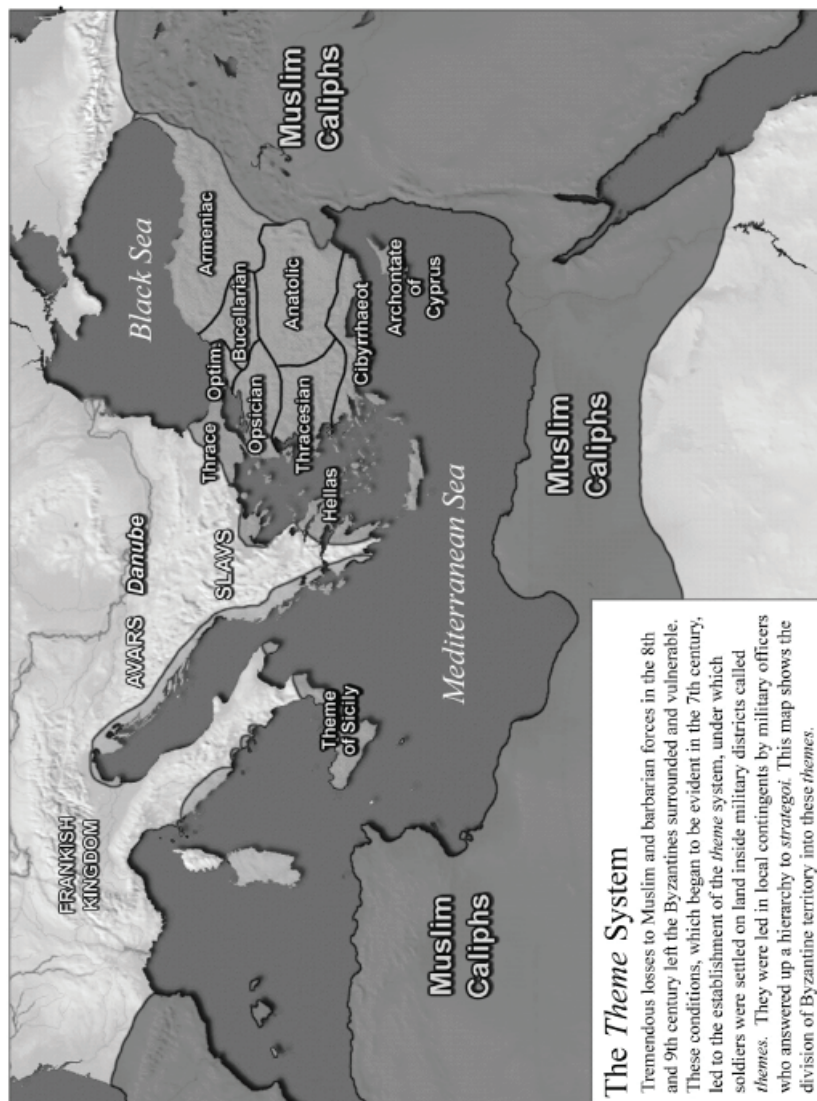 Black Sea
Mediterranean Sea
FRANKISH
KINGDOM
AVARS
Danube
SLAVS
Thrace
Optim.
Bucellarian
Armeniac
Opsician
Anatolic
Thracesian
Cibyrrhaeot
Hellas
Archontate
of
Cyprus
Theme
of Sicily
Muslim
Caliphs
Muslim
Caliphs
Muslim
Caliphs
The Theme System
Tremendous losses to Muslim and barbarian forces in the 8th
and 9th century left the Byzantines surrounded and vulnerable.
These conditions, which began to be evident in the 7th century,
led to the establishment of the theme system, under which
soldiers were settled on land inside military districts called
themes. They were led in local contingents by military officers
who answered up a hierarchy to strategoi. This map shows the
division of Byzantine territory into these themes.